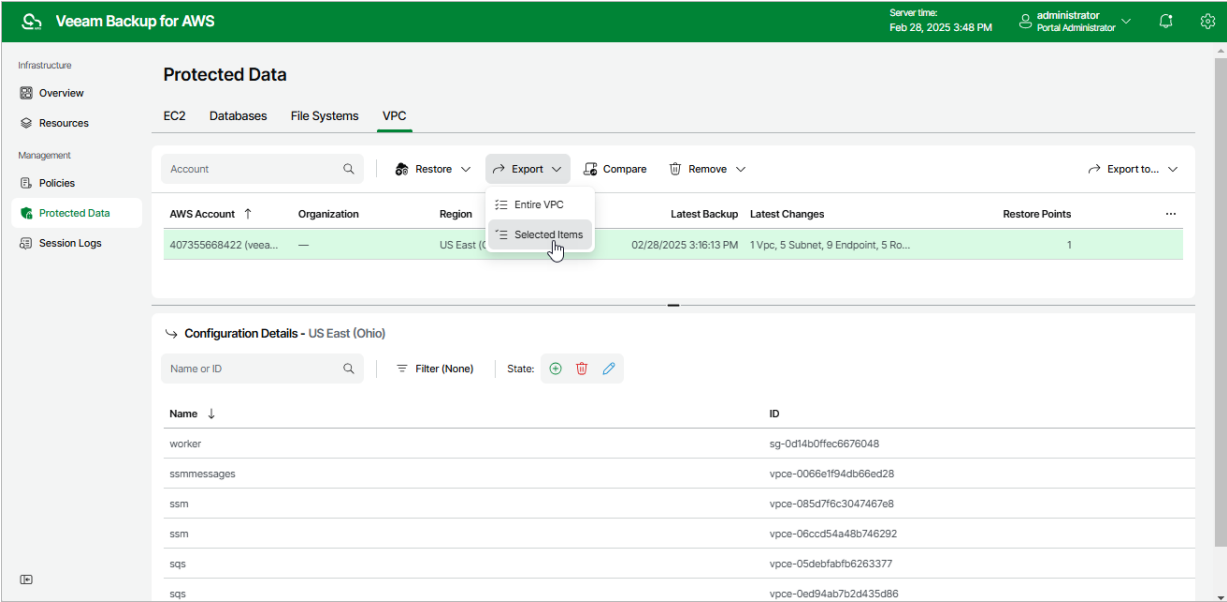 Veeam Backup for AWS
Server time:
Feb 28, 2025 3:48 PM
administrator
Portal Administrator
Infrastructure
Overview
Resources
Management
Policies
Protected Data
Session Logs
Protected Data
EC2 Databases File Systems VPC
Account Restore Export Compare Remove Export to...
Entire VPC
Selected Items
AWS Account Organization Region Latest Backup Latest Changes Restore Points ...
407355668422 (veea... — US East ( 02/28/2025 3:16:13 PM 1 Vpc, 5 Subnet, 9 Endpoint, 5 Ro... 1
Configuration Details - US East (Ohio)
Name or ID Filter (None) State:
Name ID
worker sg-0d14b0ffec6676048
ssmmessages vpce-0066e1f94db66ed28
ssm vpce-085d7f6c3047467e8
ssm vpce-06ccd54a48b746292
sqs vpce-05debfabfb6263377
sqs vpce-0ed94ab7b2d435d86